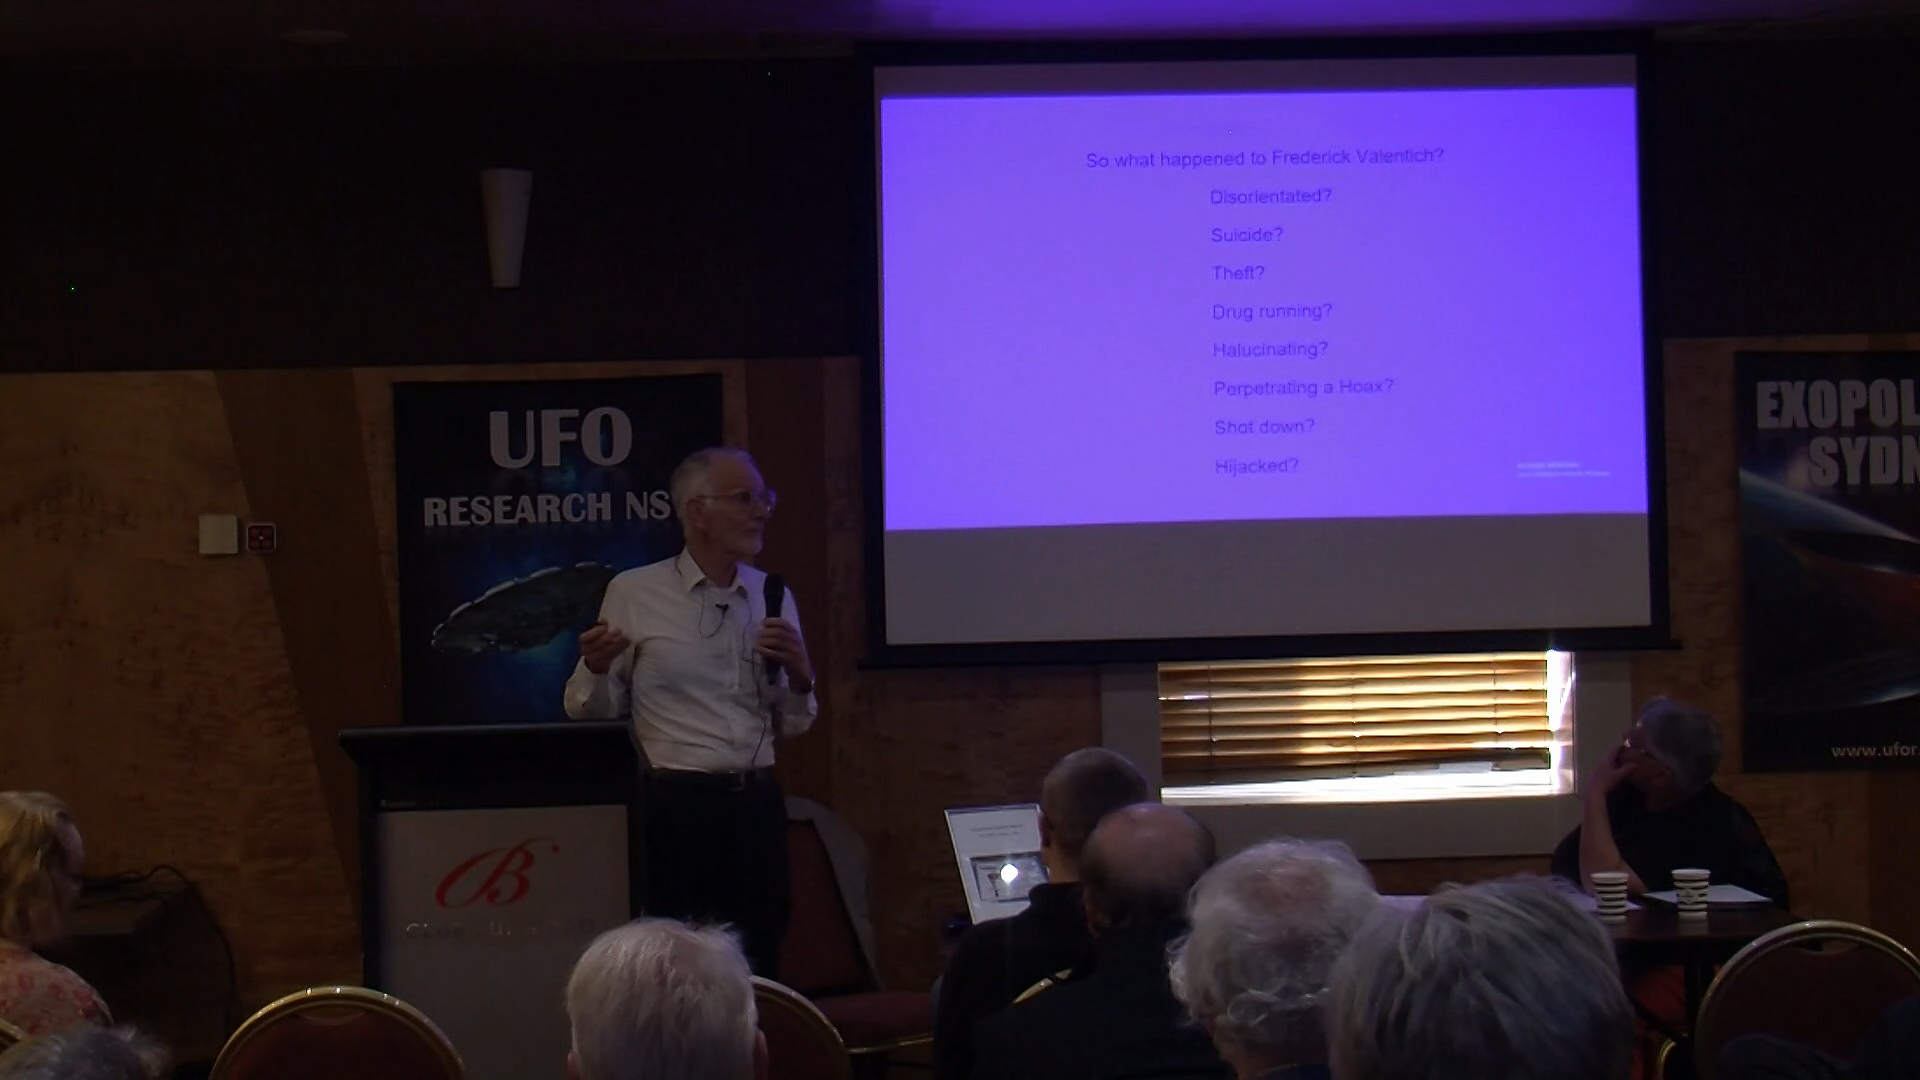 So what happened to Frederick Valentich?
Disorientated?
Suicide?
Theft?
Drug running?
Halucinating?
Perpetrating a Hoax?
Shot down?
Hijacked?
UFO
RESEARCH NS
EXOPOL
SYDN
www.ufor
B